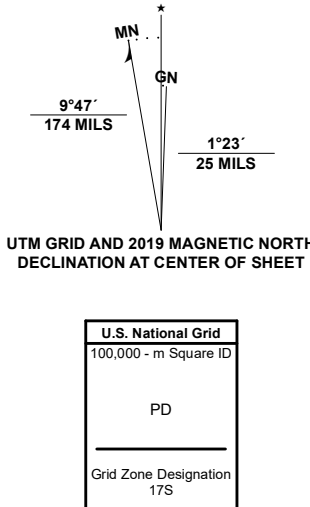 MN
GN
9°47´
174 MILS
1°23´
25 MILS
UTM GRID AND 2019 MAGNETIC NORTH
DECLINATION AT CENTER OF SHEET
U.S. National Grid
100,000 - m Square ID
PD
Grid Zone Designation
17S